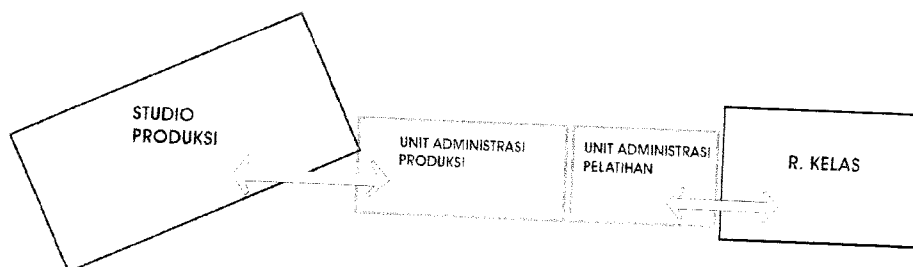 STUDIO
PRODUKSI
UNIT ADMINISTRASI
PRODUKSI
UNIT ADMINISTRASI
PELATIHAN
R. KELAS